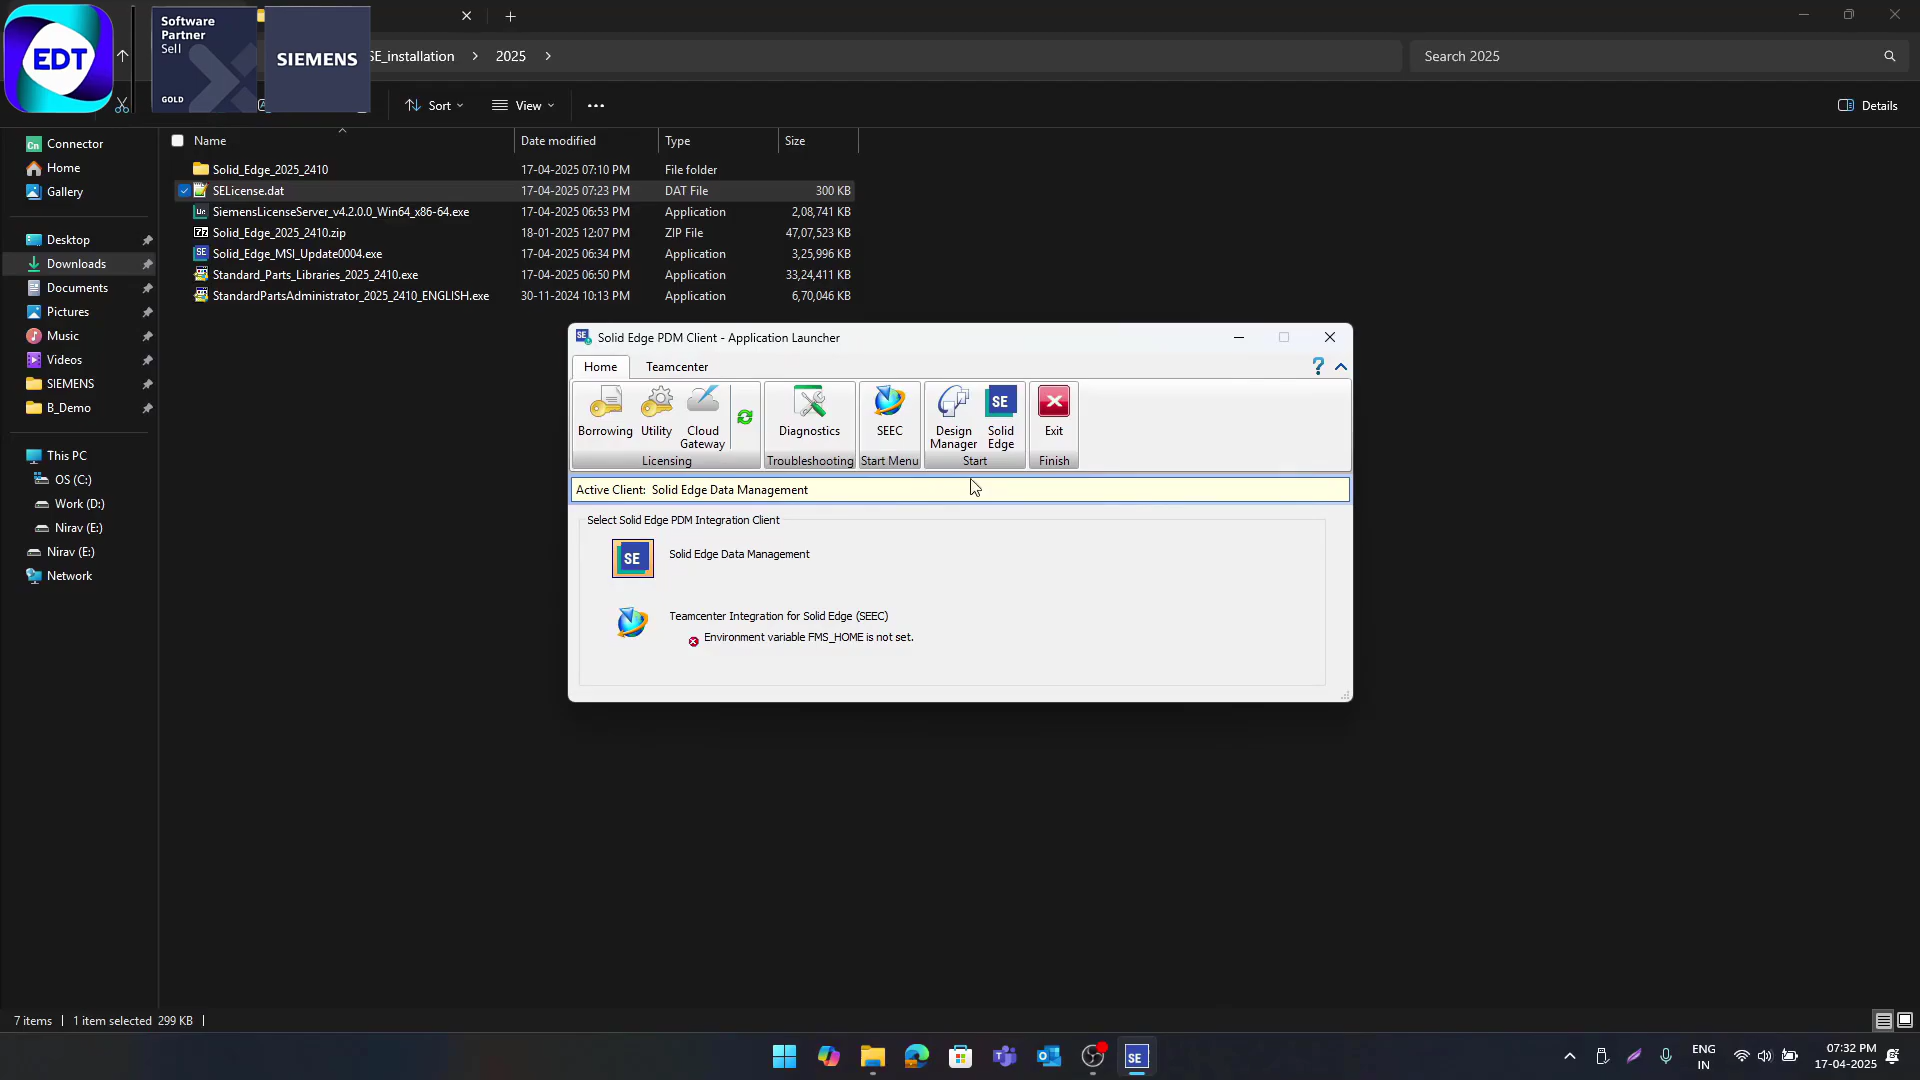 EDT
Software
Partner
Sell
GOLD
SIEMENS
SE_installation
2025
Search 2025
Sort
View
Details
Name
Date modified
Type
Size
Solid_Edge_2025_2410
17-04-2025 07:10 PM
File folder
SELicense.dat
17-04-2025 07:23 PM
DAT File
300 KB
SiemensLicenseServer_v4.2.0.0_Win64_x86-64.exe
17-04-2025 06:53 PM
Application
2,08,741 KB
Solid_Edge_2025_2410.zip
18-01-2025 12:07 PM
ZIP File
47,07,523 KB
Solid_Edge_MSI_Update0004.exe
17-04-2025 06:34 PM
Application
3,25,996 KB
Standard_Parts_Libraries_2025_2410.exe
17-04-2025 06:50 PM
Application
33,24,411 KB
StandardPartsAdministrator_2025_2410_ENGLISH.exe
30-11-2024 10:13 PM
Application
6,70,046 KB
Cn
Connector
Home
Gallery
Desktop
Downloads
Documents
Pictures
Music
Videos
SIEMENS
B_Demo
This PC
OS (C:)
Work (D:)
Nirav (E:)
Nirav (E:)
Network
Solid Edge PDM Client - Application Launcher
Home
Teamcenter
Borrowing
Utility
Cloud
Gateway
Licensing
Diagnostics
Troubleshooting
SEEC
Start Menu
Design
Manager
SE
Solid
Edge
Start
Exit
Finish
Active Client: Solid Edge Data Management
Select Solid Edge PDM Integration Client
SE
Solid Edge Data Management
Teamcenter Integration for Solid Edge (SEEC)
Environment variable FMS_HOME is not set.
7 items
1 item selected 299 KB
SE
ENG
IN
07:32 PM
17-04-2025